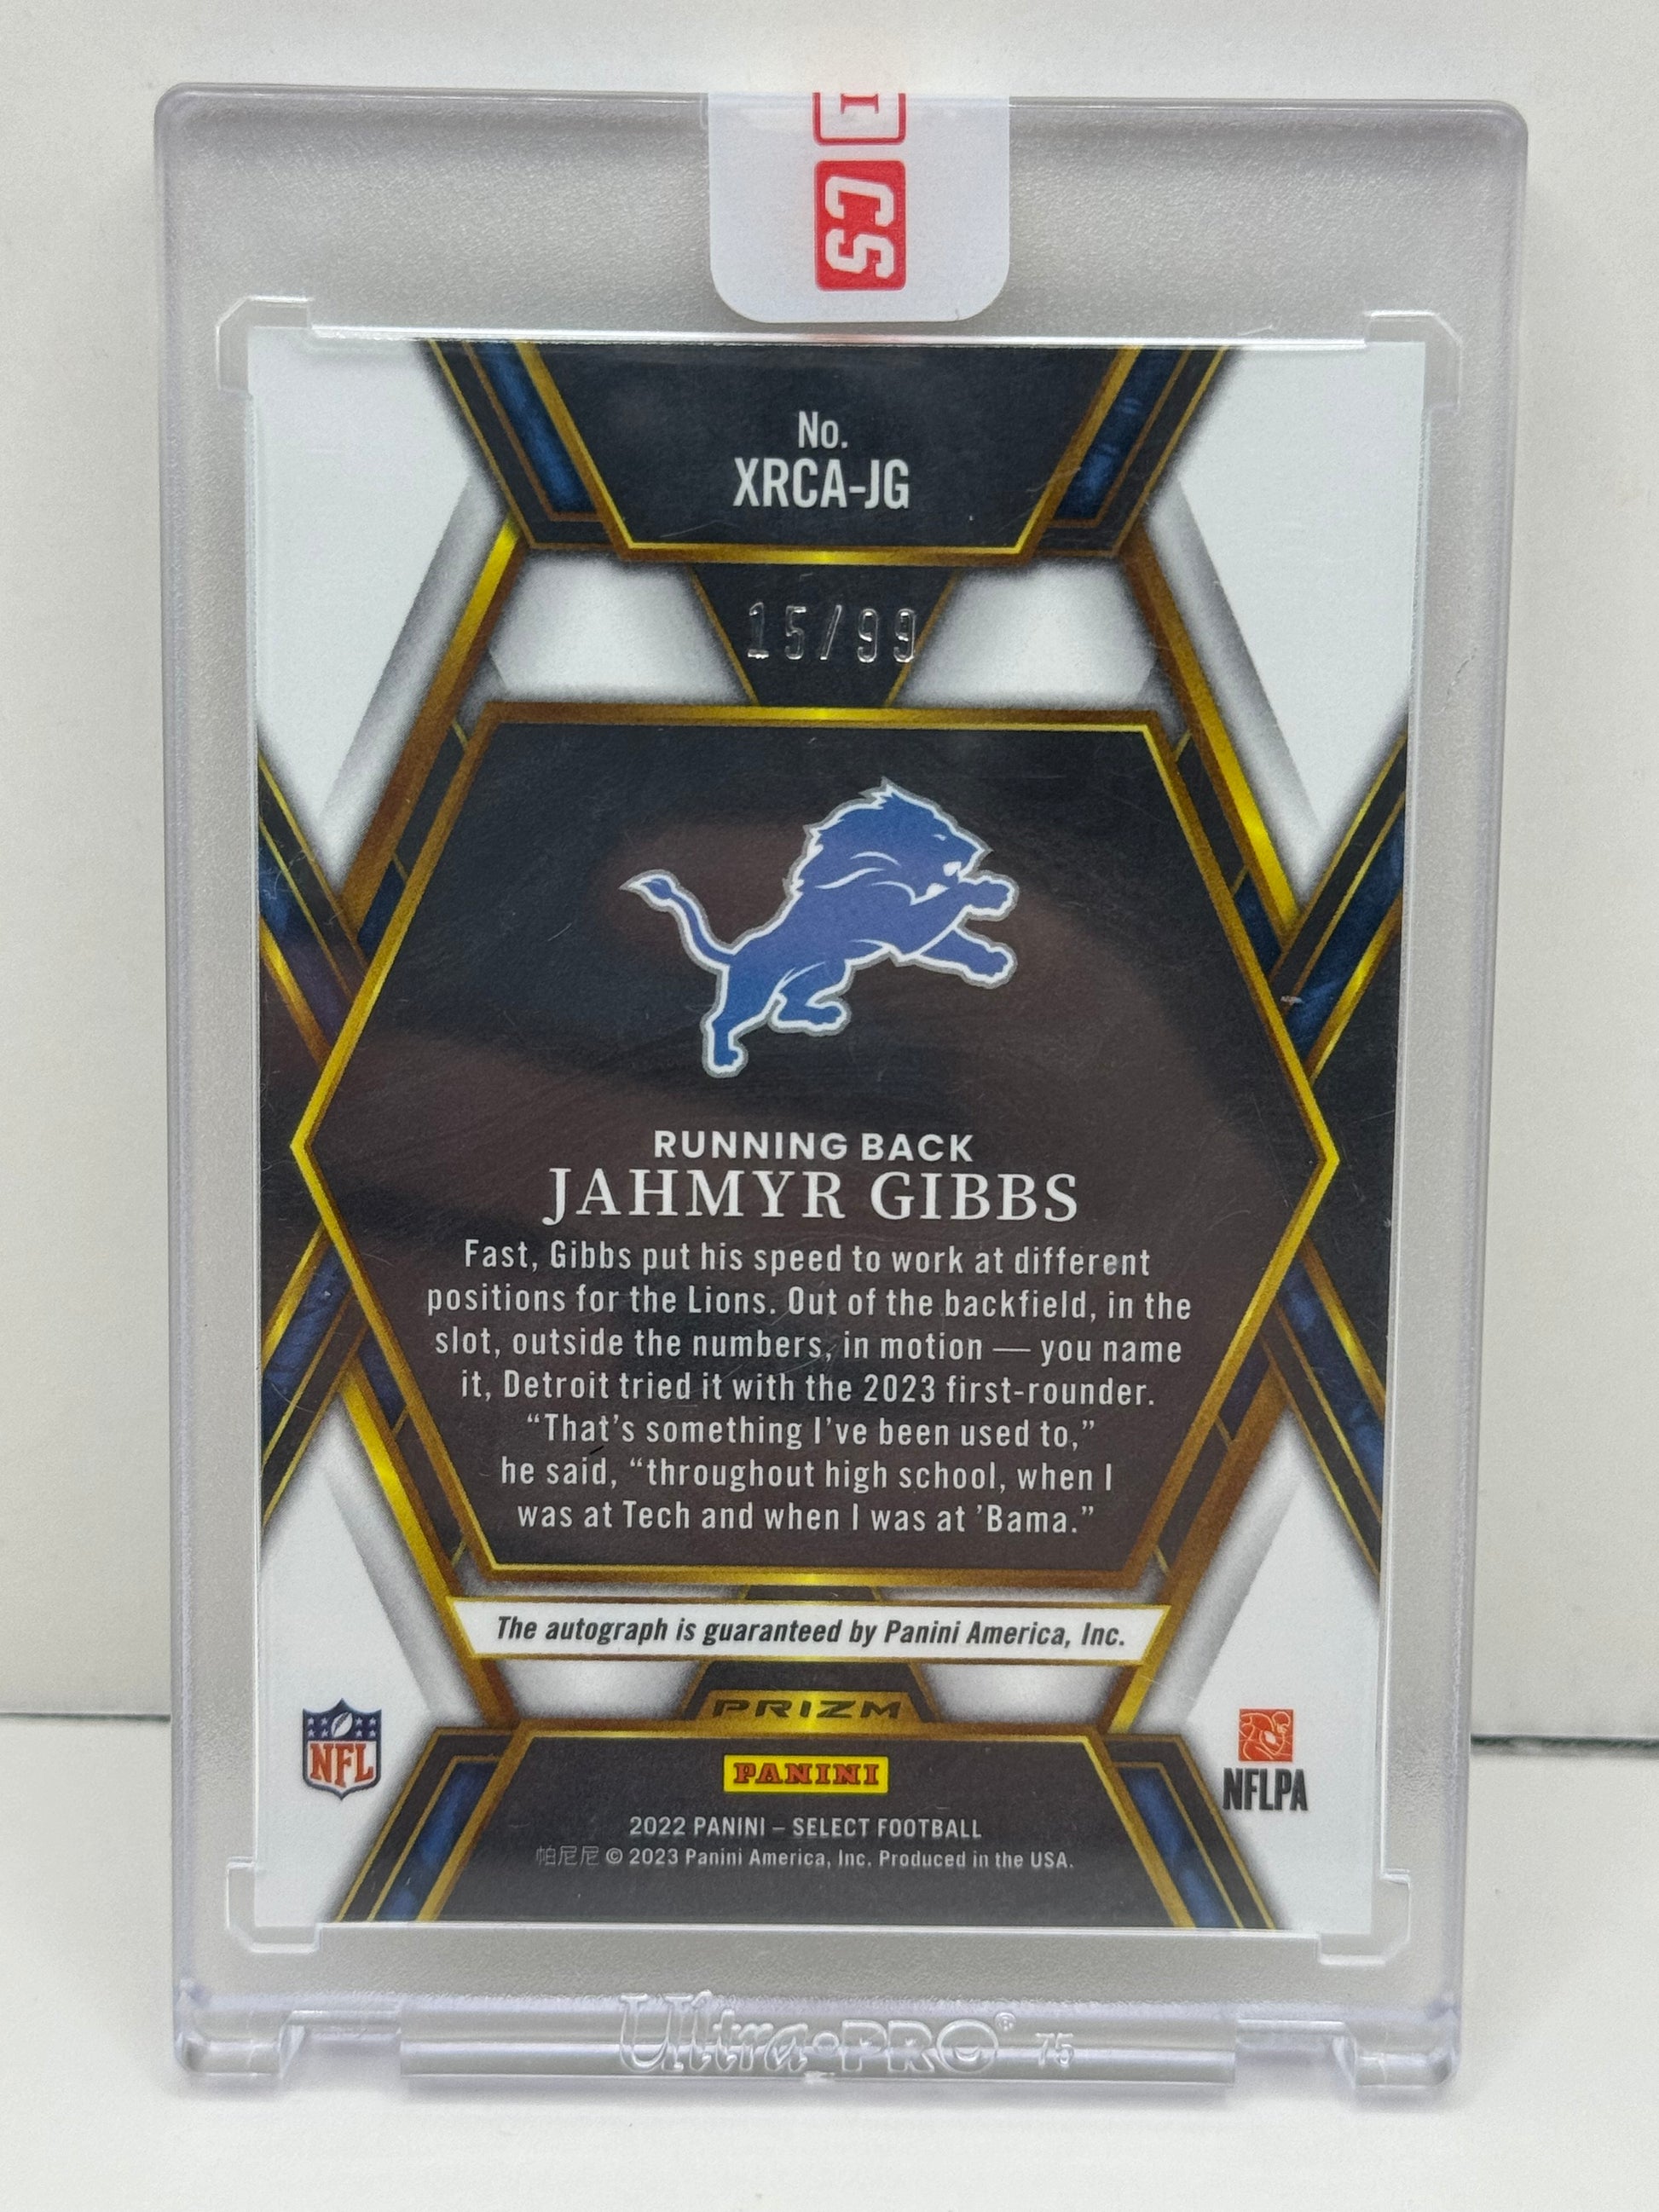 CS
No.
XRCA-JG
15/99
RUNNING BACK
JAHMYR GIBBS
Fast, Gibbs put his speed to work at different
positions for the Lions. Out of the backfield, in the
slot, outside the numbers, in motion — you name
it, Detroit tried it with the 2023 first-rounder.
“That’s something I’ve been used to,”
he said, “throughout high school, when I
was at Tech and when I was at ’Bama.”
The autograph is guaranteed by Panini America, Inc.
PRIZM
NFL
PANINI
NFLPA
2022 PANINI – SELECT FOOTBALL
帕尼尼 © 2023 Panini America, Inc. Produced in the USA.
Ultra•PRO® 75